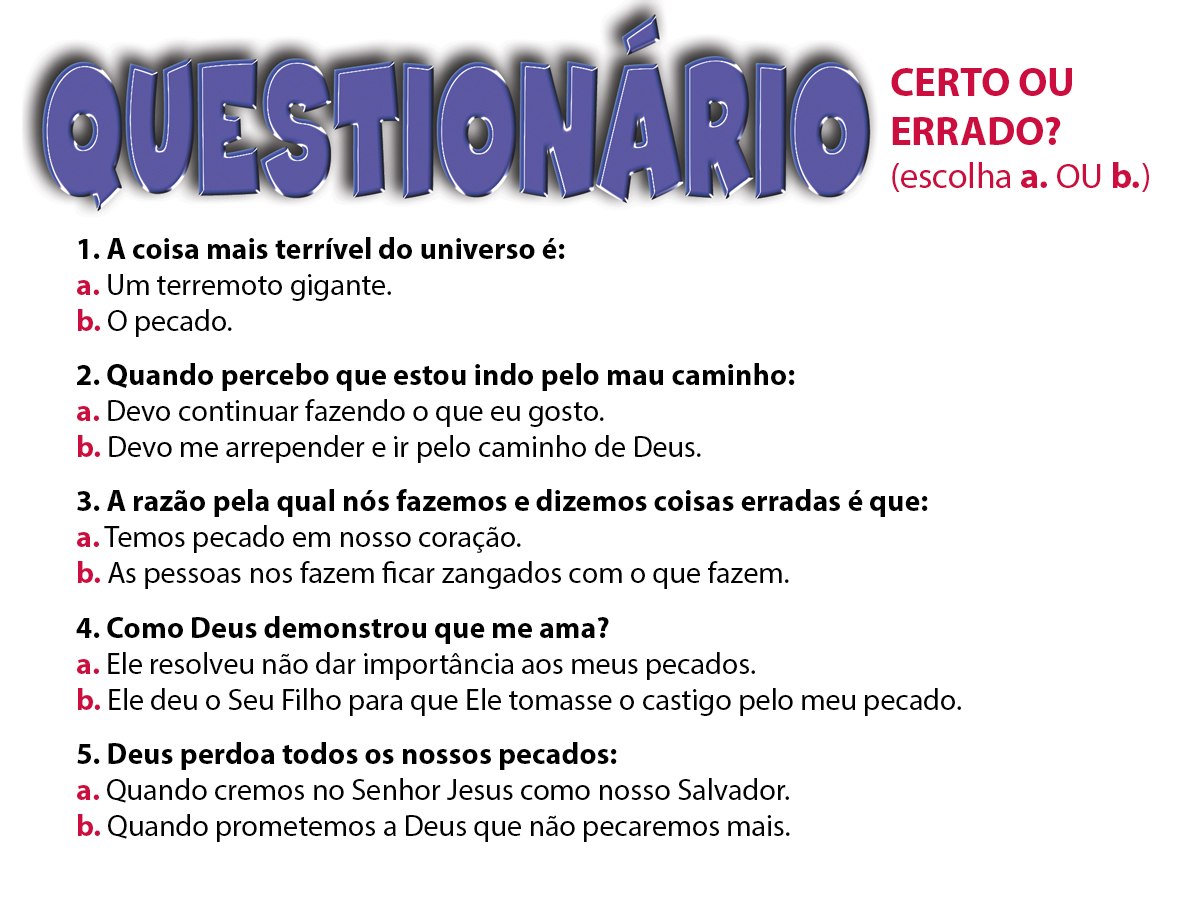 QUESTIONÁRIO
CERTO OU
ERRADO?
(escolha a. OU b.)
1. A coisa mais terrível do universo é:
a. Um terremoto gigante.
b. O pecado.
2. Quando percebo que estou indo pelo mau caminho:
a. Devo continuar fazendo o que eu gosto.
b. Devo me arrepender e ir pelo caminho de Deus.
3. A razão pela qual nós fazemos e dizemos coisas erradas é que:
a. Temos pecado em nosso coração.
b. As pessoas nos fazem ficar zangados com o que fazem.
4. Como Deus demonstrou que me ama?
a. Ele resolveu não dar importância aos meus pecados.
b. Ele deu o Seu Filho para que Ele tomasse o castigo pelo meu pecado.
5. Deus perdoa todos os nossos pecados:
a. Quando cremos no Senhor Jesus como nosso Salvador.
b. Quando prometemos a Deus que não pecaremos mais.